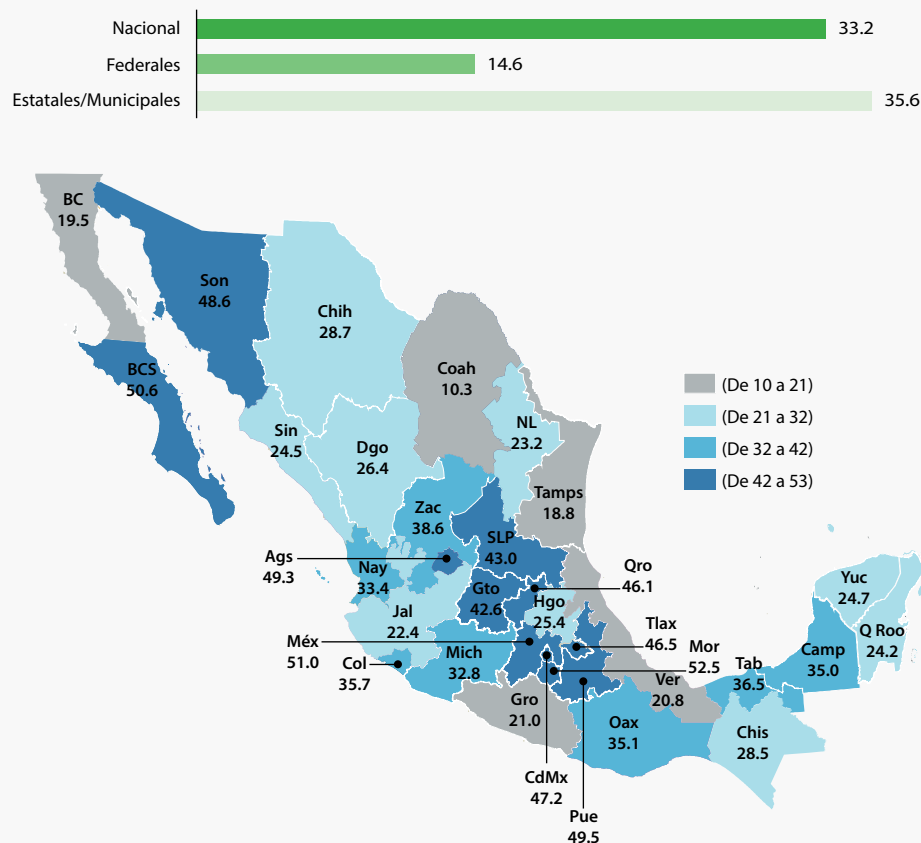 Nacional 33.2
Federales 14.6
Estatales/Municipales 35.6
BC
19.5
Son
48.6
Chih
28.7
BCS
50.6
Coah
10.3
(De 10 a 21)
(De 21 a 32)
(De 32 a 42)
(De 42 a 53)
Sin
24.5
Dgo
26.4
NL
23.2
Tamps
18.8
Zac
38.6
SLP
43.0
Ags
49.3
Nay
33.4
Gto
42.6
Qro
46.1
Hgo
25.4
Jal
22.4
Tlax
46.5
Méx
51.0
Mor
52.5
Col
35.7
Mich
32.8
Gro
21.0
Ver
20.8
Tab
36.5
Camp
35.0
Yuc
24.7
Q Roo
24.2
Oax
35.1
Chis
28.5
CdMx
47.2
Pue
49.5